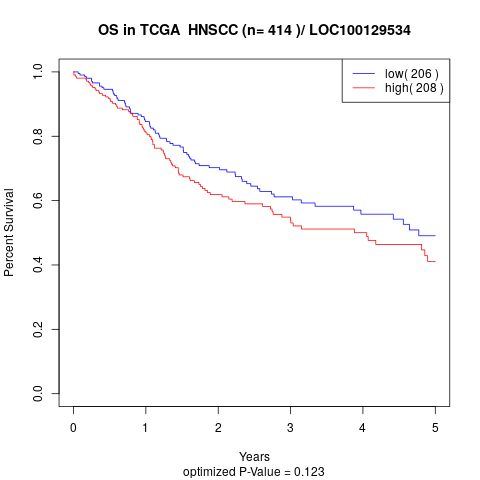 OS in TCGA  HNSCC (n= 414 )/ LOC100129534
low( 206 )
high( 208 )
Percent Survival
1.0
0.8
0.6
0.4
0.2
0.0
0 1 2 3 4 5
Years
optimized P-Value = 0.123